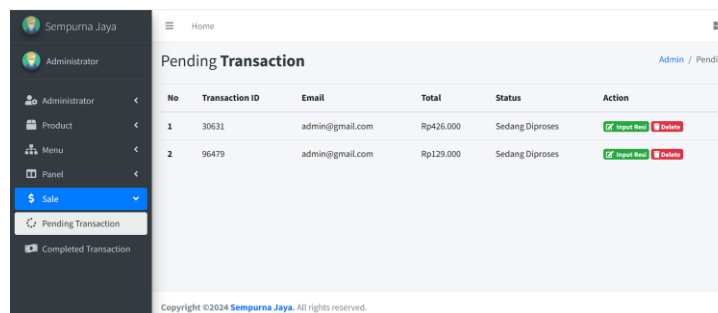 Sempurna Jaya
Home
Administrator
Pending Transaction
Admin / Pendi
Administrator
Product
Menu
Panel
Sale
Pending Transaction
Completed Transaction
No Transaction ID Email Total Status Action
1 30631 admin@gmail.com Rp426.000 Sedang Diproses Input Resi Delete
2 96479 admin@gmail.com Rp129.000 Sedang Diproses Input Resi Delete
Copyright ©2024 Sempurna Jaya. All rights reserved.